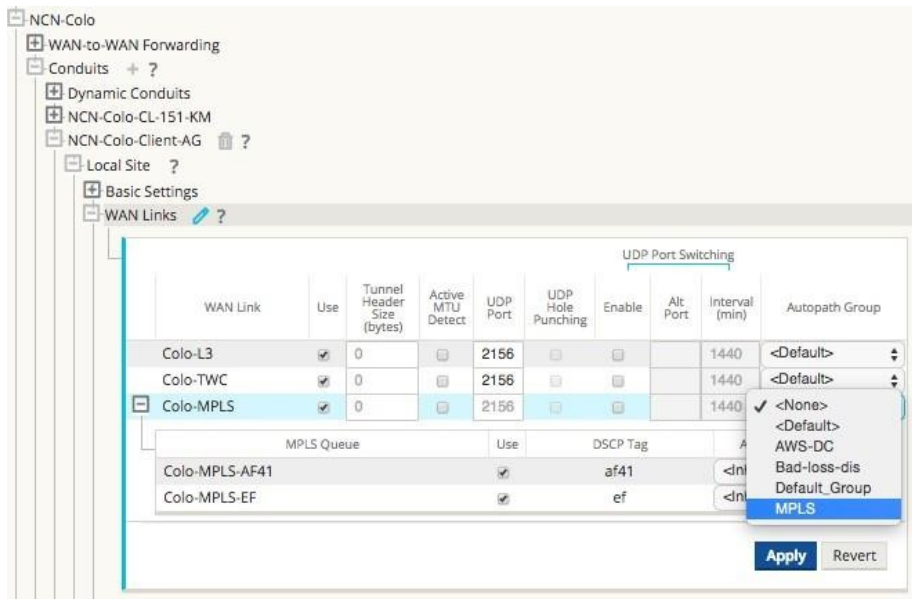 NCN-Colo
WAN-to-WAN Forwarding
Conduits + ?
Dynamic Conduits
NCN-Colo-CL-151-KM
NCN-Colo-Client-AG ?
Local Site ?
Basic Settings
WAN Links ?
UDP Port Switching
WAN Link Use Tunnel Header Size (bytes) Active MTU Detect UDP Port UDP Hole Punching Enable Alt Port Interval (min) Autopath Group
Colo-L3 0 2156 1440 <Default>
Colo-TWC 0 2156 1440 <Default>
Colo-MPLS 0 2156 1440 ✓ <None>
<Default>
MPLS Queue Use DSCP Tag AWS-DC
Colo-MPLS-AF41 af41 Bad-loss-dis
Default_Group
Colo-MPLS-EF ef MPLS
Apply Revert